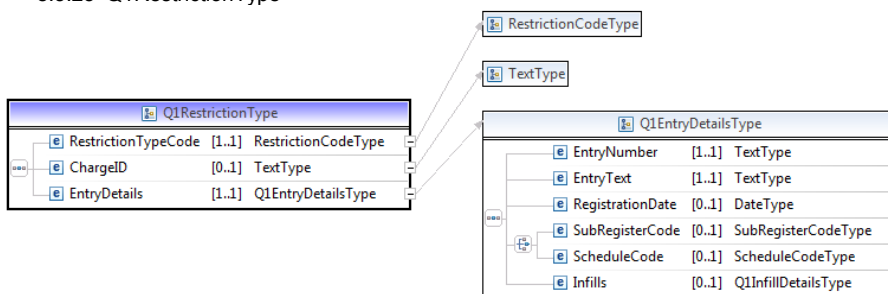 Q1RestrictionType
RestrictionCodeType
TextType
Q1RestrictionType
RestrictionTypeCode [1..1] RestrictionCodeType
ChargeID [0..1] TextType
EntryDetails [1..1] Q1EntryDetailsType
Q1EntryDetailsType
EntryNumber [1..1] TextType
EntryText [1..1] TextType
RegistrationDate [0..1] DateType
SubRegisterCode [0..1] SubRegisterCodeType
ScheduleCode [0..1] ScheduleCodeType
Infills [0..1] Q1InfillDetailsType